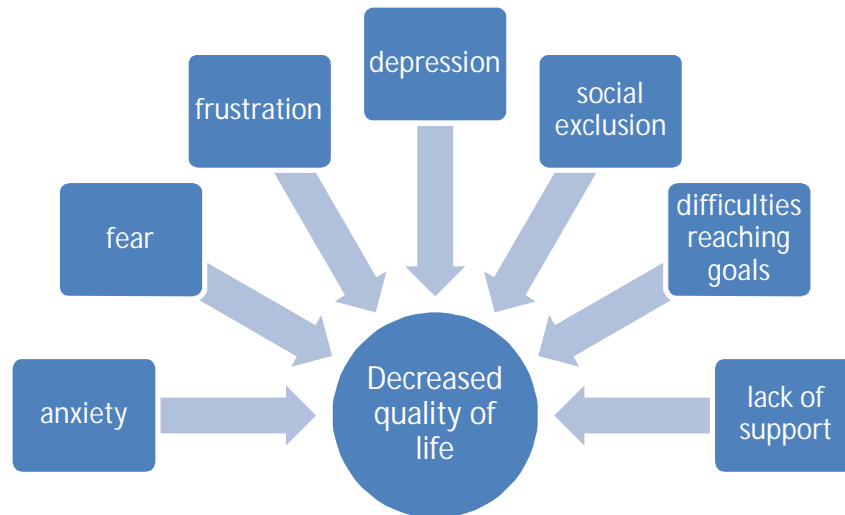 depression
frustration
social
exclusion
fear
difficulties
reaching
goals
anxiety
Decreased
quality of
life
lack of
support